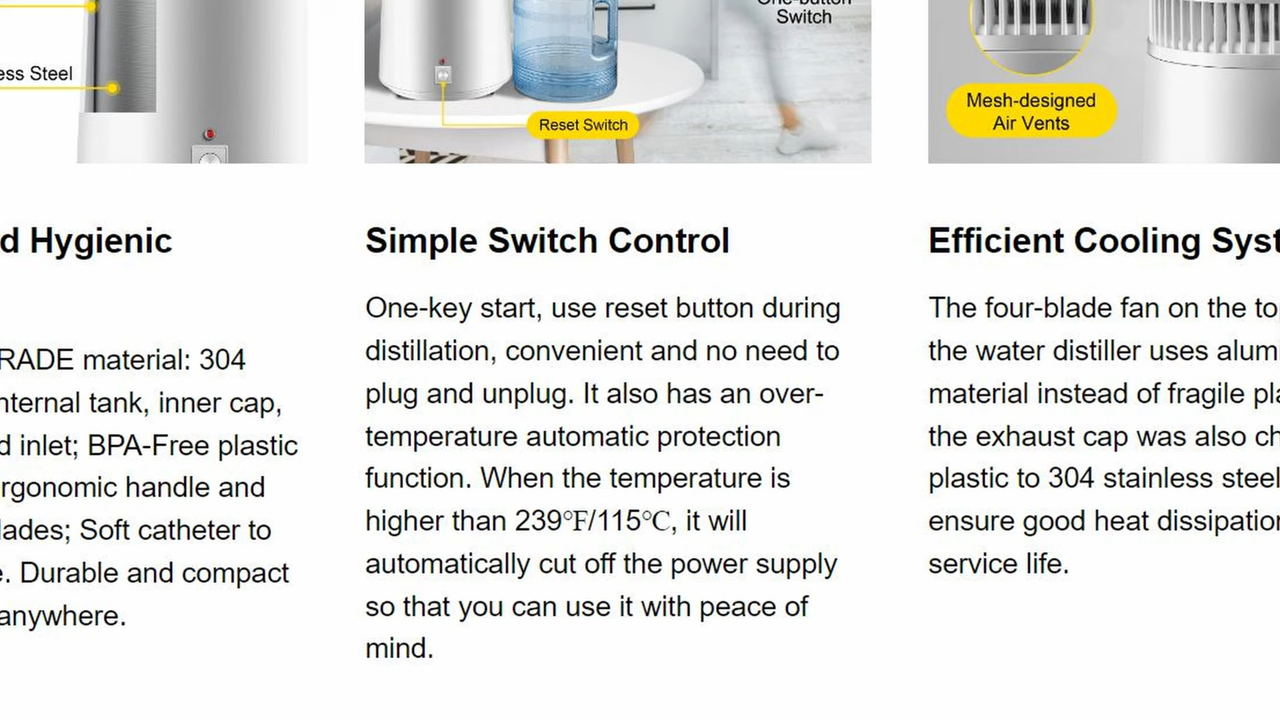 ess Steel
One-button
Switch
Reset Switch
Mesh-designed
Air Vents
d Hygienic
RADE material: 304
nternal tank, inner cap,
d inlet; BPA-Free plastic
rgonomic handle and
lades; Soft catheter to
e. Durable and compact
anywhere.
Simple Switch Control
One-key start, use reset button during
distillation, convenient and no need to
plug and unplug. It also has an over-
temperature automatic protection
function. When the temperature is
higher than 239℉/115℃, it will
automatically cut off the power supply
so that you can use it with peace of
mind.
Efficient Cooling Syst
The four-blade fan on the to
the water distiller uses alumi
material instead of fragile pla
the exhaust cap was also ch
plastic to 304 stainless steel
ensure good heat dissipation
service life.